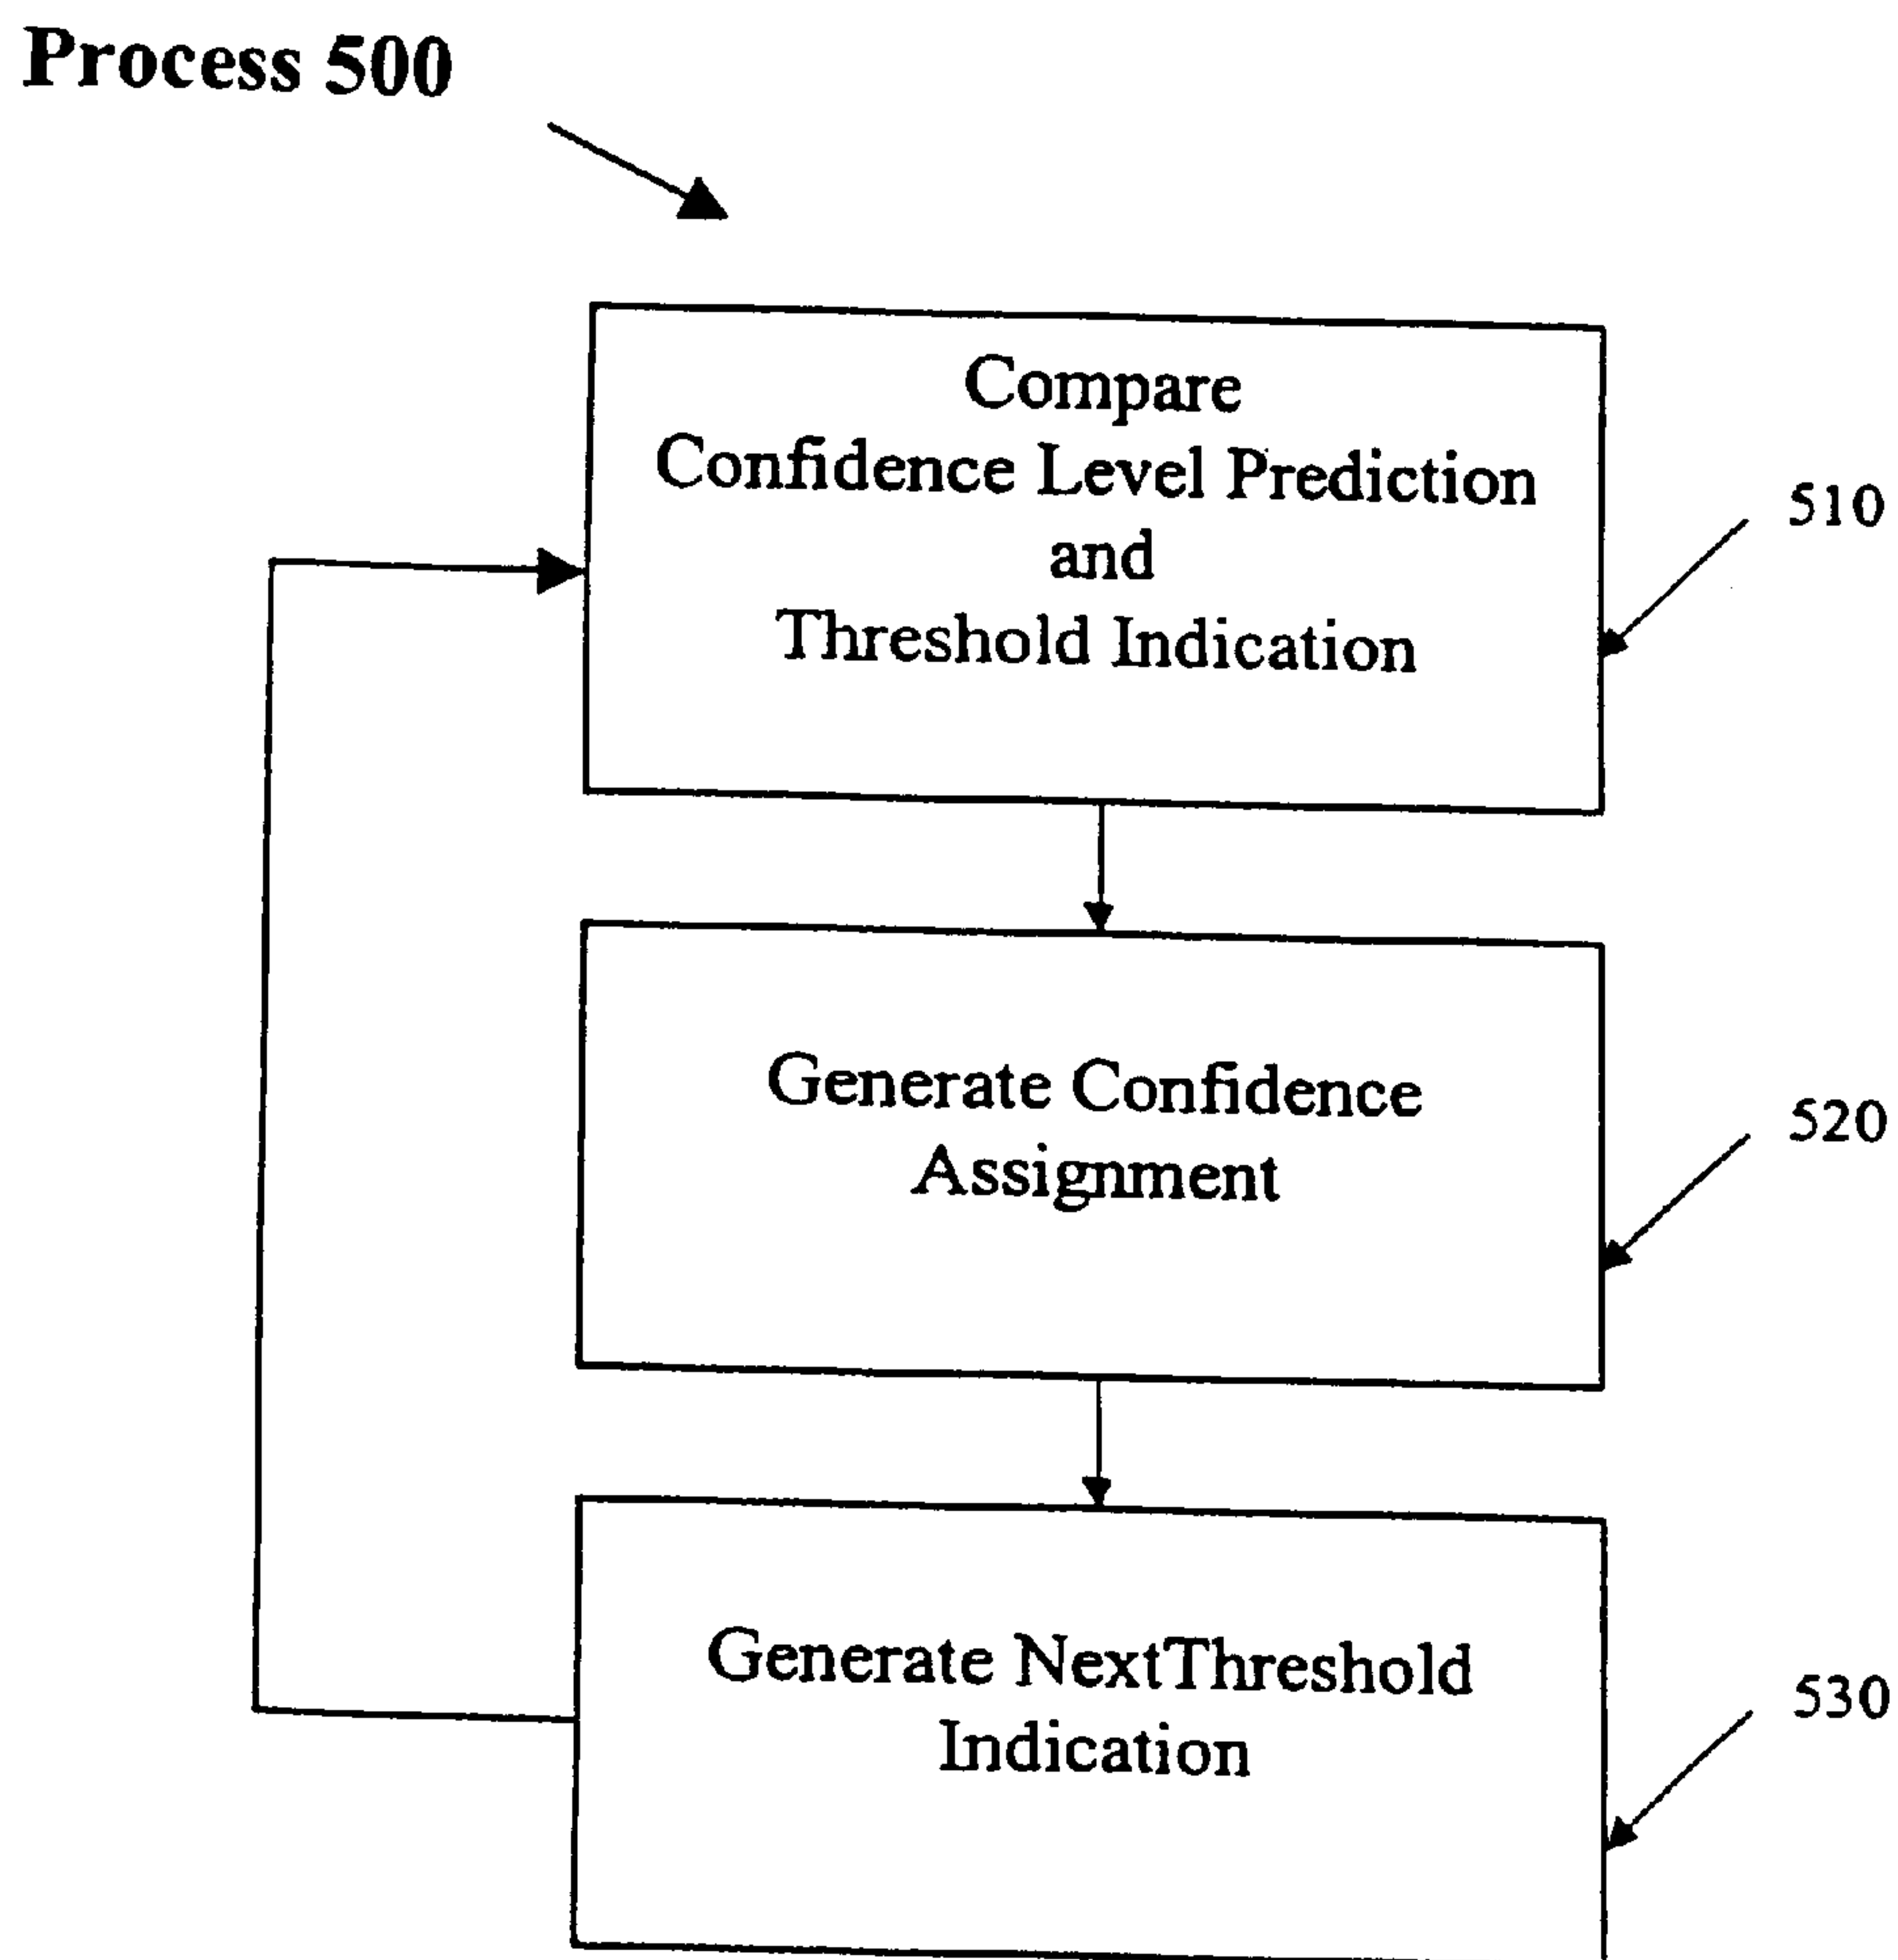 Process 500
Compare
Confidence Level Prediction
and
Threshold Indication
510
Generate Confidence
Assignment
520
Generate NextThreshold
Indication
530